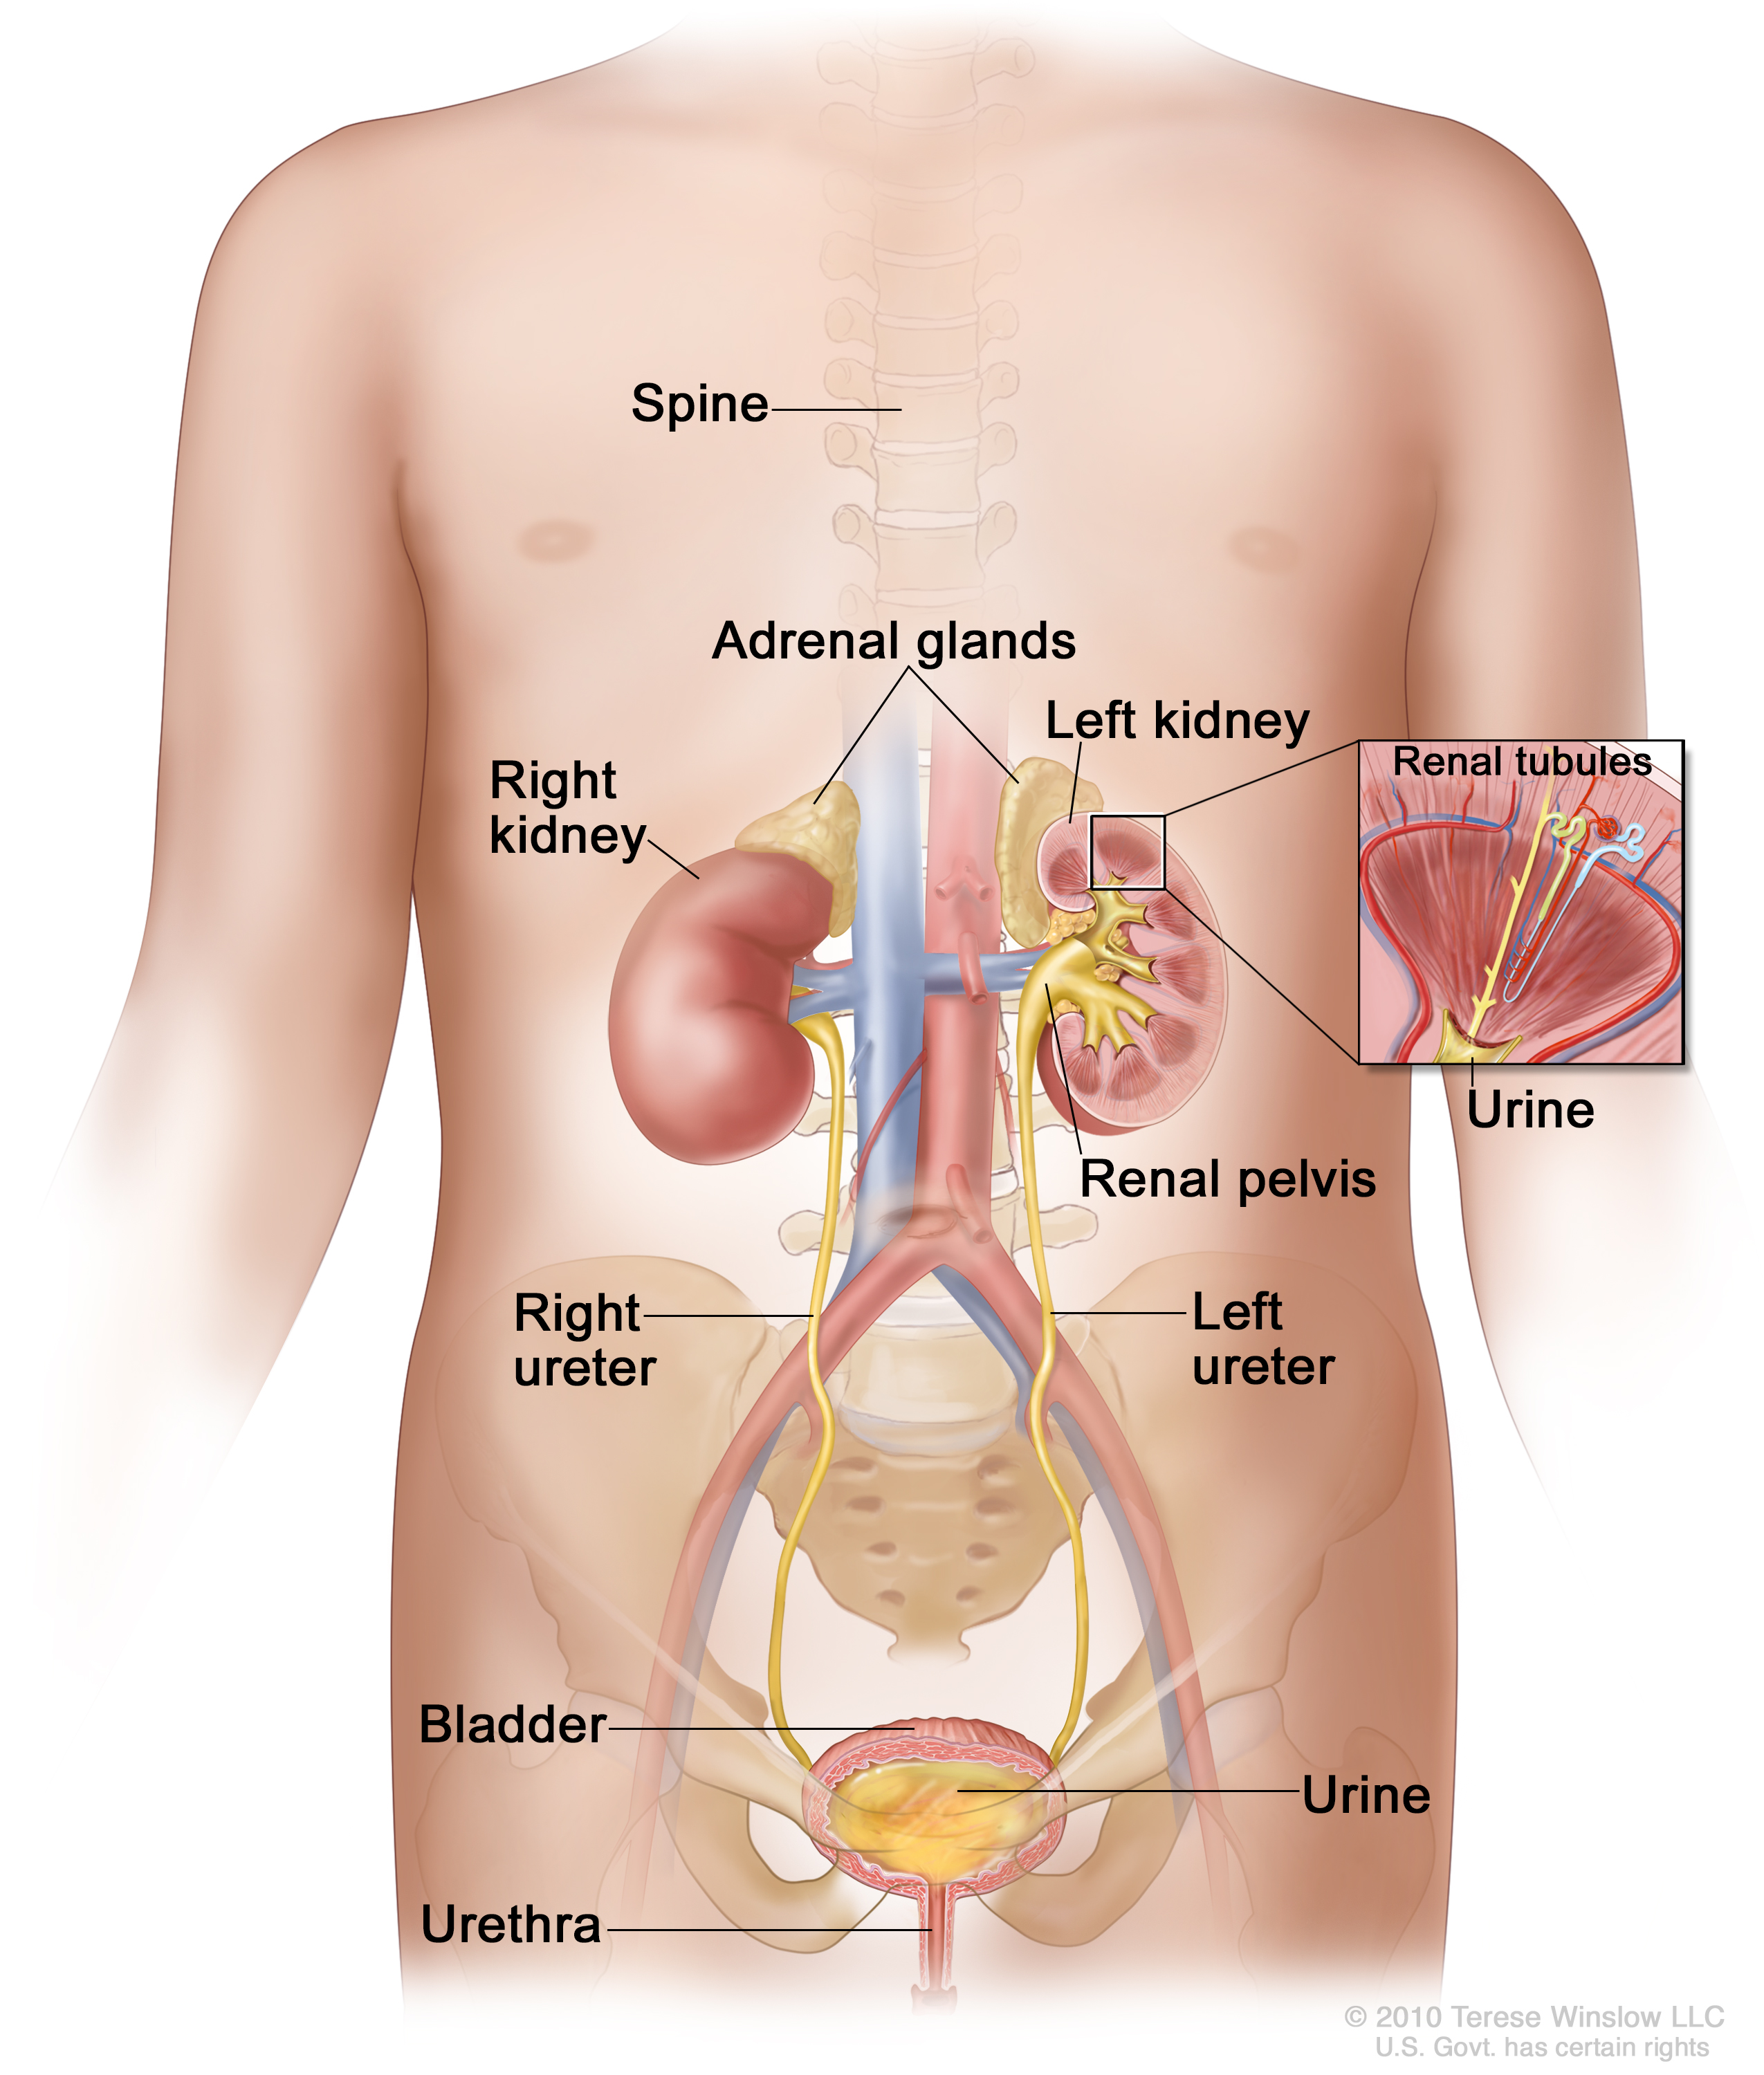 Spine
Adrenal glands
Left kidney
Right
kidney
Renal tubules
Urine
Renal pelvis
Right
ureter
Left
ureter
Bladder
Urine
Urethra
© 2010 Terese Winslow LLC
U.S. Govt. has certain rights